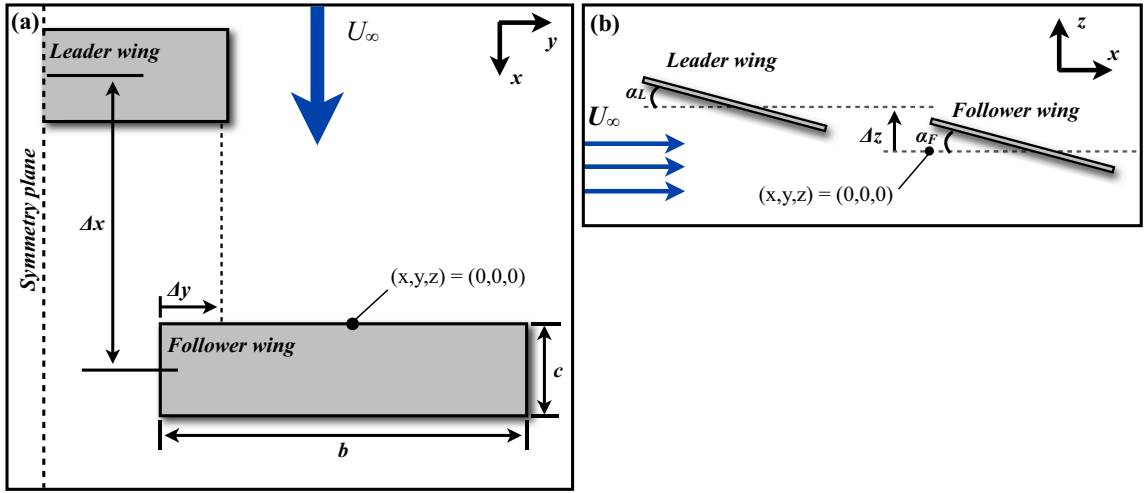 (a)
U∞
y
x
Leader wing
Symmetry plane
Δx
Δy
(x,y,z) = (0,0,0)
Follower wing
c
b
(b)
z
x
Leader wing
αL
Follower wing
U∞
Δz
αF
(x,y,z) = (0,0,0)